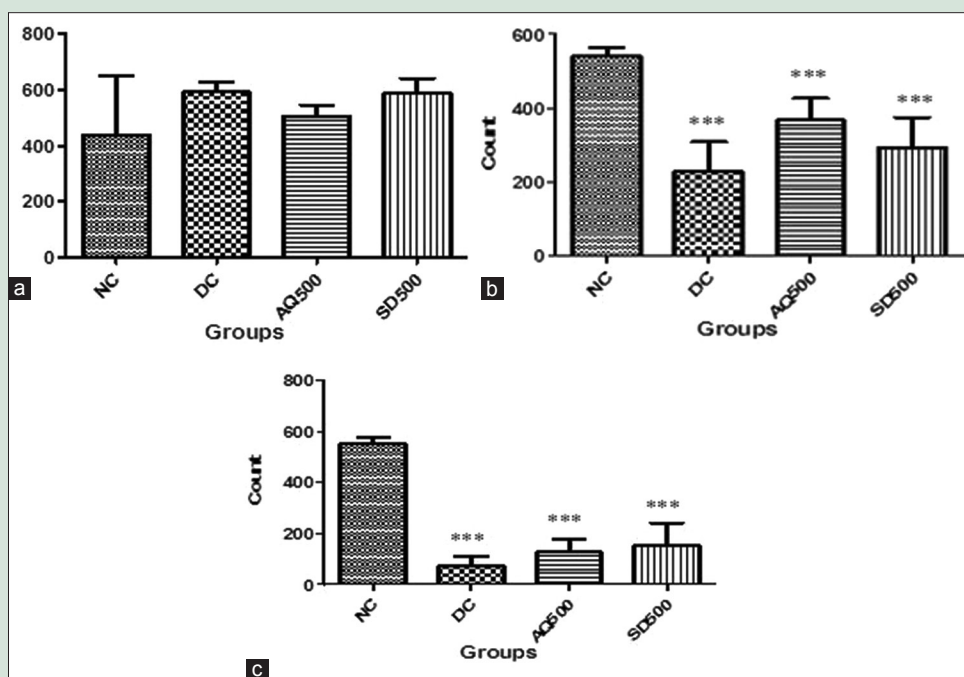 800
600
400
200
0
NC
DC
AQ500
SD500
Groups
a
Count
600
400
200
0
***
***
***
NC
DC
AQ500
SD500
Groups
b
Count
800
600
400
200
0
***
***
***
NC
DC
AQ500
SD500
Groups
c